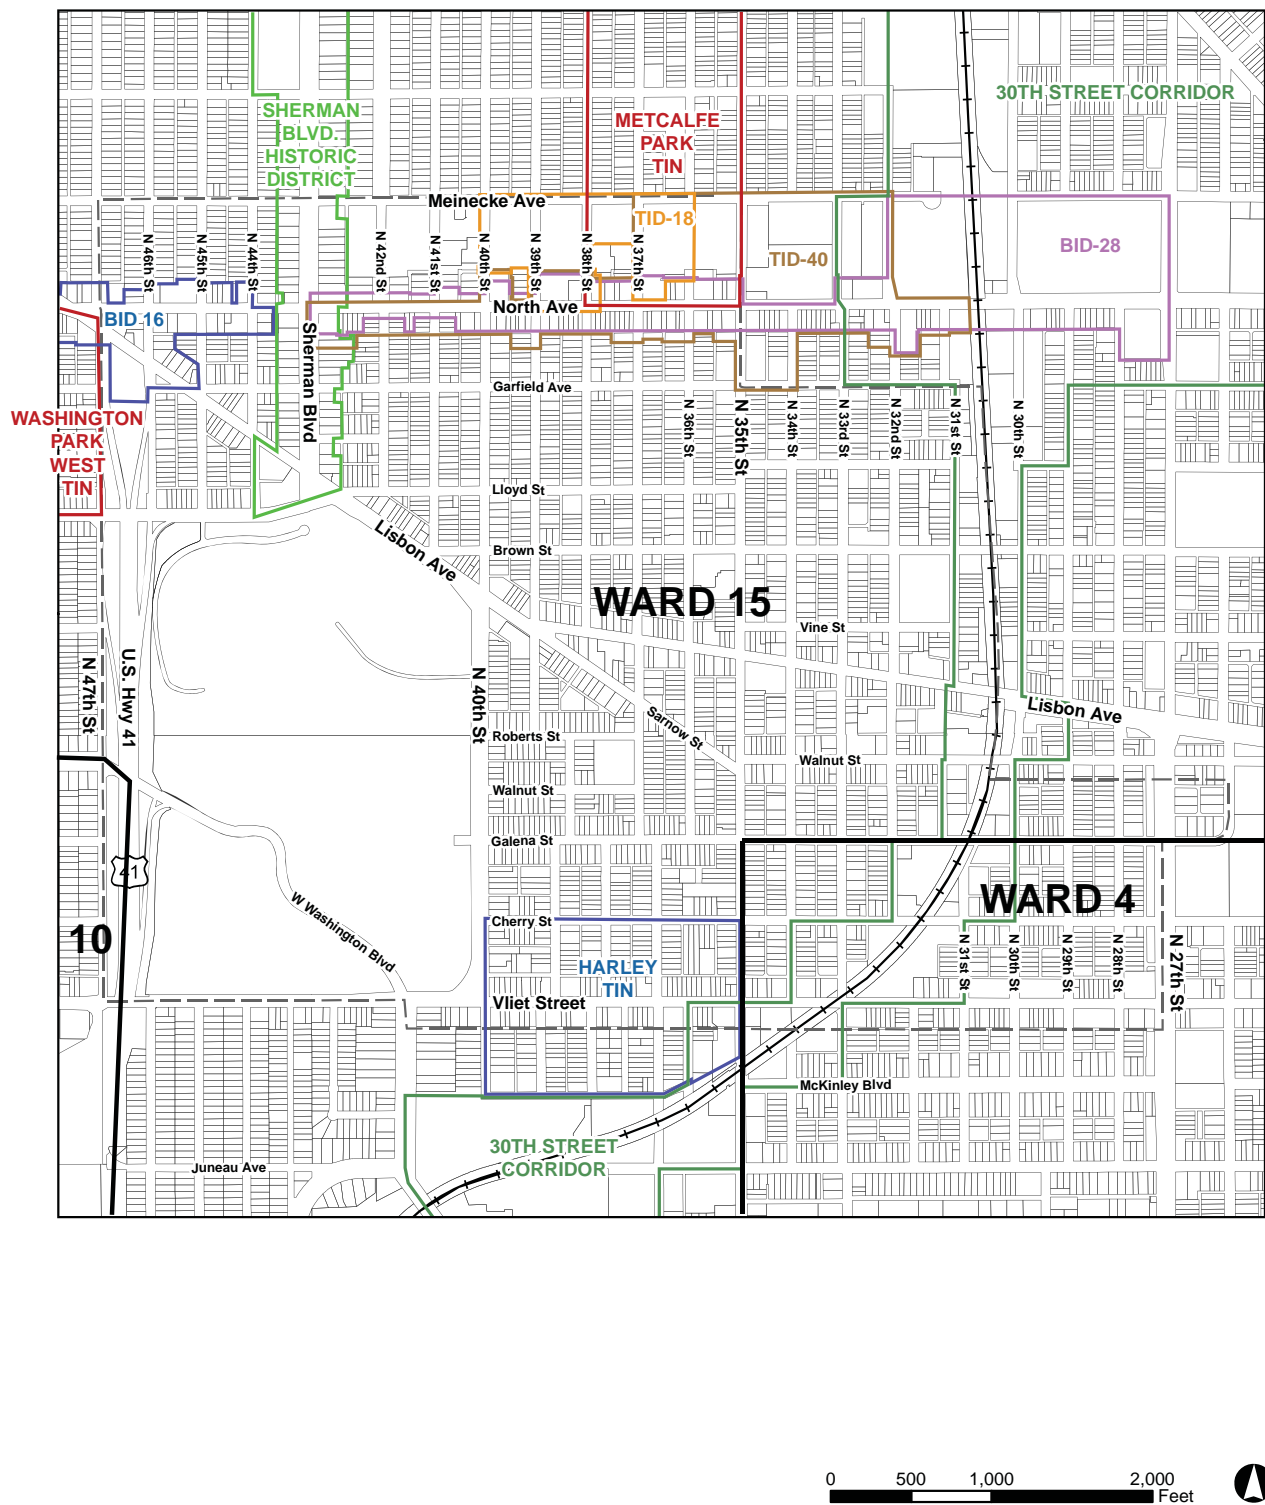 30TH STREET CORRIDOR
SHERMAN
BLVD.
HISTORIC
DISTRICT
METCALFE
PARK
TIN
Meinecke Ave
TID-18
BID-28
TID-40
N 46th St
N 45th St
N 44th St
N 42nd St
N 41st St
N 40th St
N 39th St
N 38th St
N 37th St
North Ave
BID 16
Sherman Blvd
Garfield Ave
WASHINGTON
PARK
WEST
TIN
N 36th St
N 35th St
N 34th St
N 33rd St
N 32nd St
N 31st St
N 30th St
Lloyd St
Lisbon Ave
Brown St
WARD 15
Vine St
N 47th St
U.S. Hwy 41
N 40th St
Lisbon Ave
Sarnow St
Roberts St
Walnut St
Walnut St
Galena St
41
WARD 4
W Washington Blvd
Cherry St
10
N 31st St
N 30th St
N 29th St
N 28th St
N 27th St
HARLEY
TIN
Vliet Street
McKinley Blvd
30TH STREET
CORRIDOR
Juneau Ave
0 500 1,000 2,000
Feet